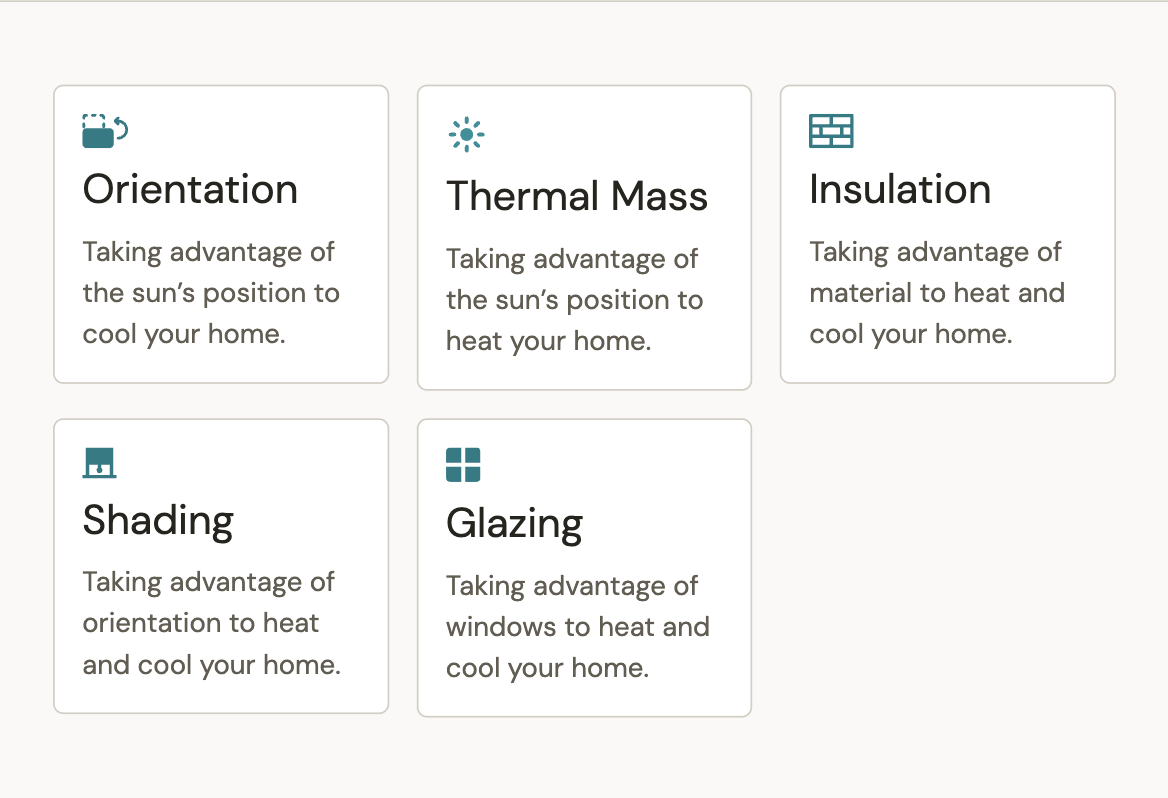 Orientation
Taking advantage of
the sun’s position to
cool your home.
Thermal Mass
Taking advantage of
the sun’s position to
heat your home.
Insulation
Taking advantage of
material to heat and
cool your home.
Shading
Taking advantage of
orientation to heat
and cool your home.
Glazing
Taking advantage of
windows to heat and
cool your home.